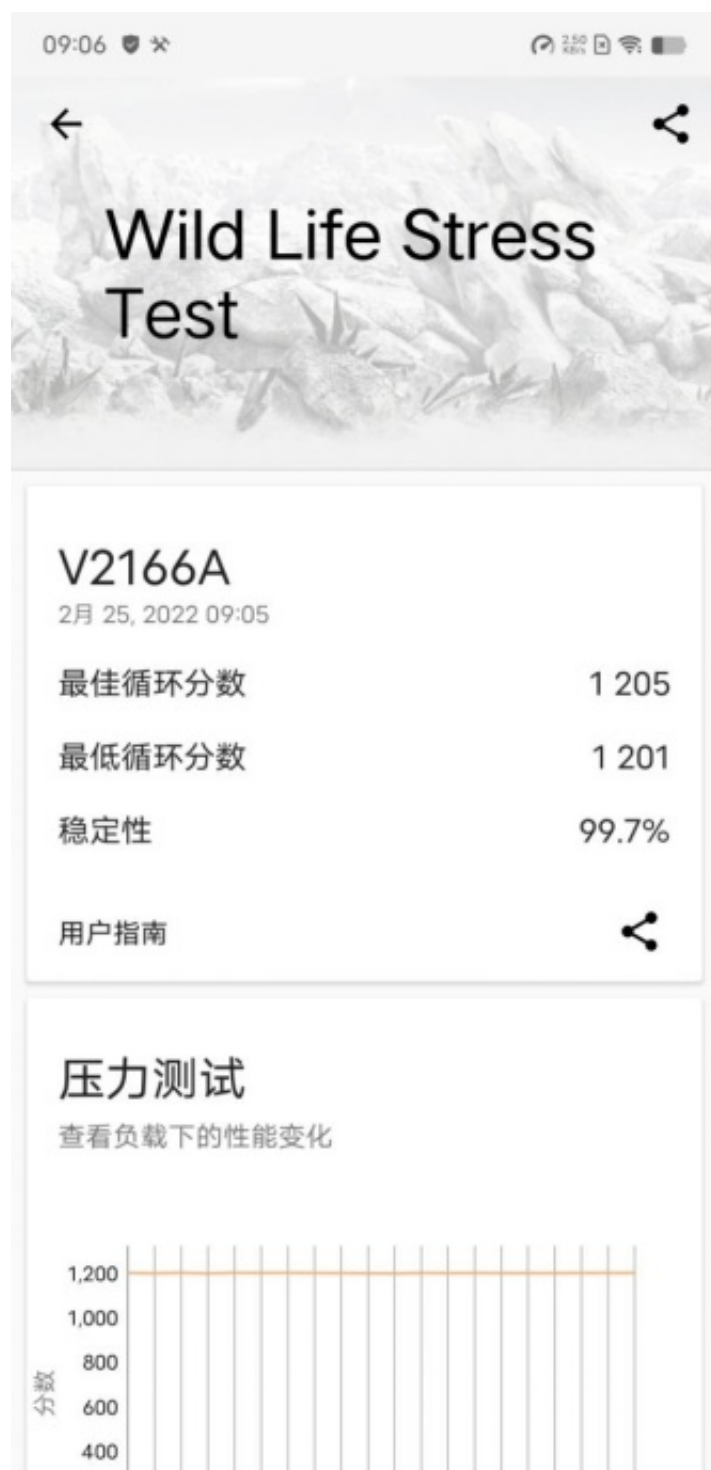 09:06
2.50
KB/s
Wild Life Stress
Test
V2166A
2月 25, 2022 09:05
最佳循环分数 1 205
最低循环分数 1 201
稳定性 99.7%
用户指南
压力测试
查看负载下的性能变化
1,200
1,000
800
分数
600
400